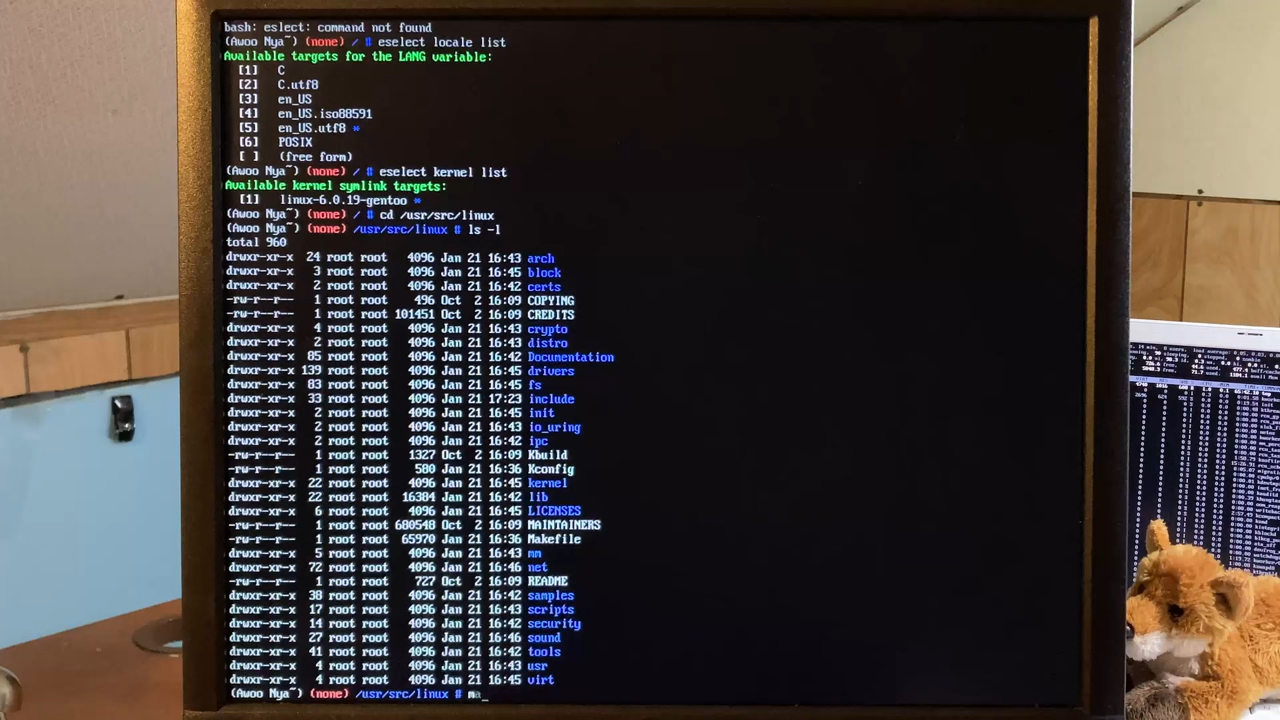 bash: eslect: command not found
(Awoo Nya~) (none) / # eselect locale list
Available targets for the LANG variable:
[1] C
[2] C.utf8
[3] en_US
[4] en_US.iso88591
[5] en_US.utf8 *
[6] POSIX
[ ] (free form)
(Awoo Nya~) (none) / # eselect kernel list
Available kernel symlink targets:
[1] linux-6.0.19-gentoo *
(Awoo Nya~) (none) / # cd /usr/src/linux
(Awoo Nya~) (none) /usr/src/linux # ls -l
total 960
drwxr-xr-x 24 root root 4096 Jan 21 16:43 arch
drwxr-xr-x 3 root root 4096 Jan 21 16:45 block
drwxr-xr-x 2 root root 4096 Jan 21 16:42 certs
-rw-r--r-- 1 root root 496 Oct 2 16:09 COPYING
-rw-r--r-- 1 root root 101451 Oct 2 16:09 CREDITS
drwxr-xr-x 4 root root 4096 Jan 21 16:43 crypto
drwxr-xr-x 2 root root 4096 Jan 21 16:43 distro
drwxr-xr-x 85 root root 4096 Jan 21 16:42 Documentation
drwxr-xr-x 139 root root 4096 Jan 21 16:45 drivers
drwxr-xr-x 83 root root 4096 Jan 21 16:45 fs
drwxr-xr-x 33 root root 4096 Jan 21 17:23 include
drwxr-xr-x 2 root root 4096 Jan 21 16:45 init
drwxr-xr-x 2 root root 4096 Jan 21 16:45 io_uring
drwxr-xr-x 2 root root 4096 Jan 21 16:42 ipc
-rw-r--r-- 1 root root 1327 Oct 2 16:09 Kbuild
-rw-r--r-- 1 root root 580 Jan 21 16:36 Kconfig
drwxr-xr-x 22 root root 4096 Jan 21 16:45 kernel
drwxr-xr-x 22 root root 16384 Jan 21 16:42 lib
drwxr-xr-x 6 root root 4096 Jan 21 16:45 LICENSES
-rw-r--r-- 1 root root 680548 Oct 2 16:09 MAINTAINERS
-rw-r--r-- 1 root root 65970 Jan 21 16:36 Makefile
drwxr-xr-x 5 root root 4096 Jan 21 16:43 mm
drwxr-xr-x 72 root root 4096 Jan 21 16:46 net
-rw-r--r-- 1 root root 727 Oct 2 16:09 README
drwxr-xr-x 38 root root 4096 Jan 21 16:42 samples
drwxr-xr-x 17 root root 4096 Jan 21 16:43 scripts
drwxr-xr-x 14 root root 4096 Jan 21 16:42 security
drwxr-xr-x 27 root root 4096 Jan 21 16:46 sound
drwxr-xr-x 41 root root 4096 Jan 21 16:42 tools
drwxr-xr-x 4 root root 4096 Jan 21 16:43 usr
drwxr-xr-x 4 root root 4096 Jan 21 16:45 virt
(Awoo Nya~) (none) /usr/src/linux # ma_